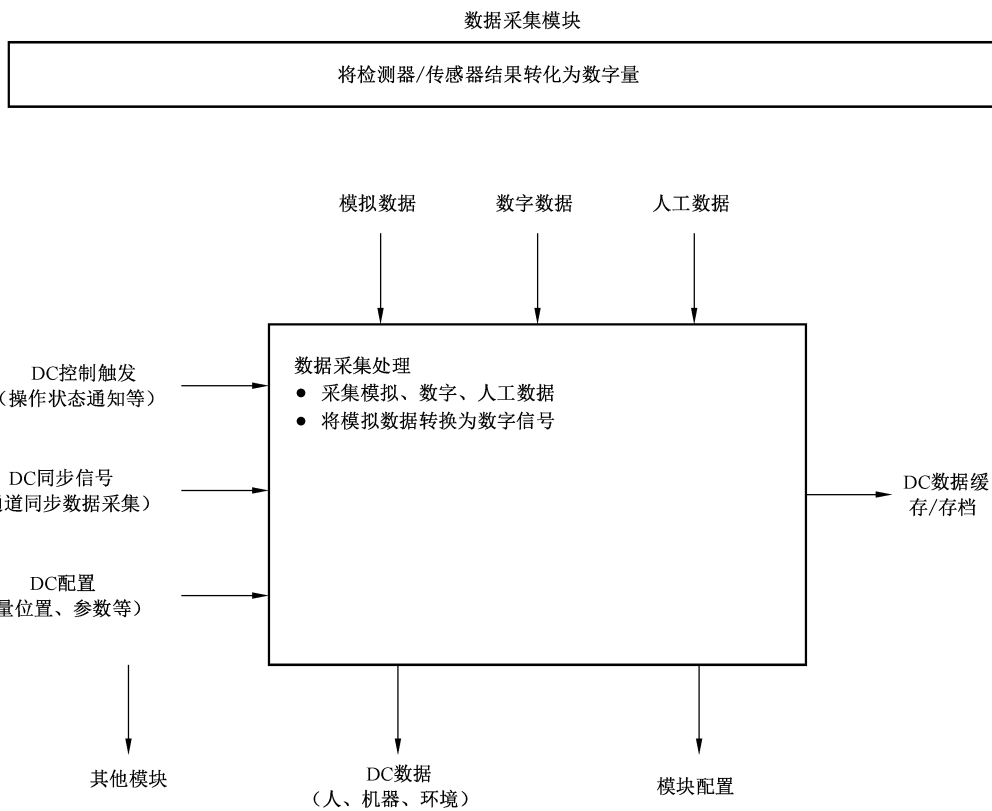 数据采集模块
将检测器/传感器结果转化为数字量
模拟数据
数字数据
人工数据
数据采集处理
● 采集模拟、数字、人工数据
● 将模拟数据转换为数字信号
DC控制触发
（操作状态通知等）
DC同步信号
道同步数据采集）
DC配置
量位置、参数等）
DC数据缓
存/存档
其他模块
DC数据
（人、机器、环境）
模块配置